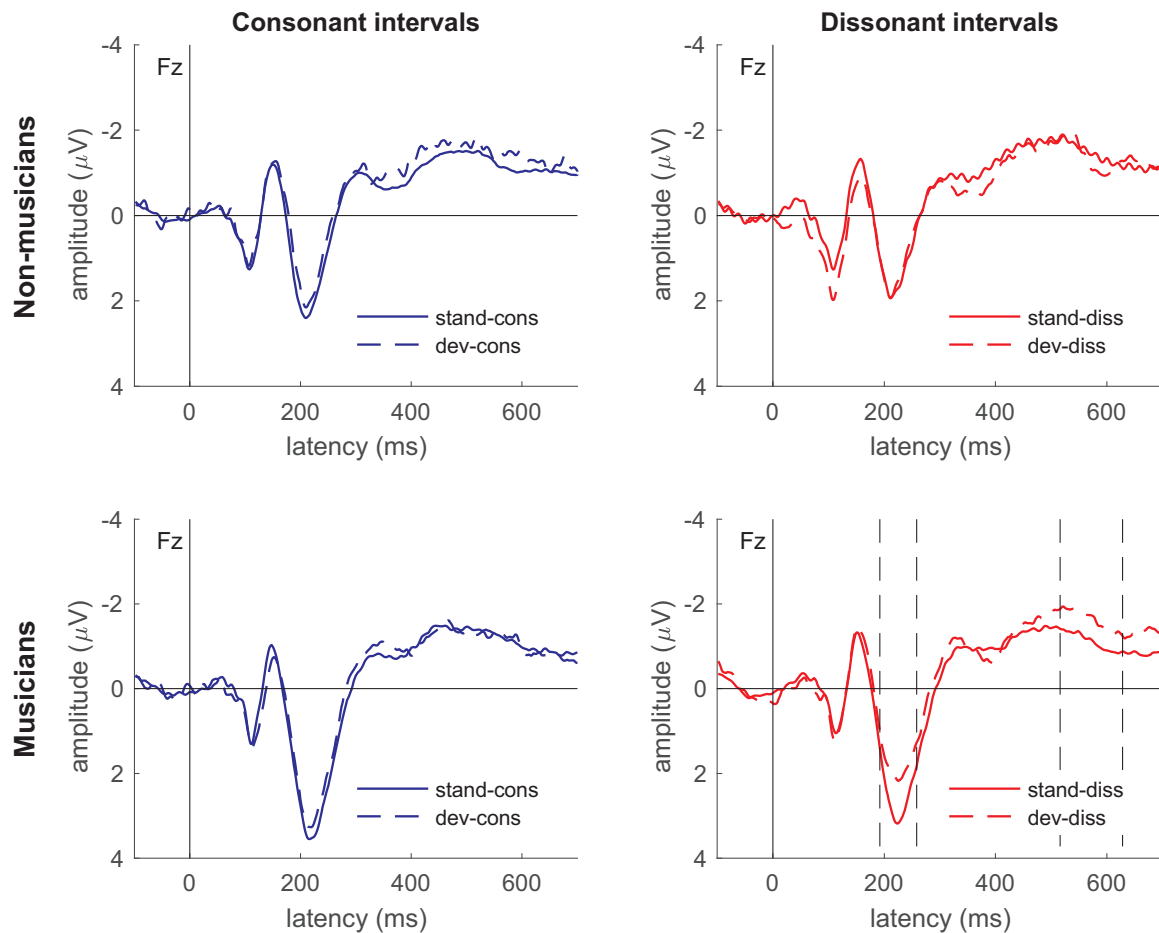 Consonant intervals
Dissonant intervals
Non-musicians
-4
-2
0
2
4
amplitude (μV)
Fz
stand-cons
dev-cons
0
200
400
600
latency (ms)
-4
-2
0
2
4
amplitude (μV)
Fz
stand-diss
dev-diss
0
200
400
600
latency (ms)
Musicians
-4
-2
0
2
4
amplitude (μV)
Fz
stand-cons
dev-cons
0
200
400
600
latency (ms)
-4
-2
0
2
4
amplitude (μV)
Fz
stand-diss
dev-diss
0
200
400
600
latency (ms)